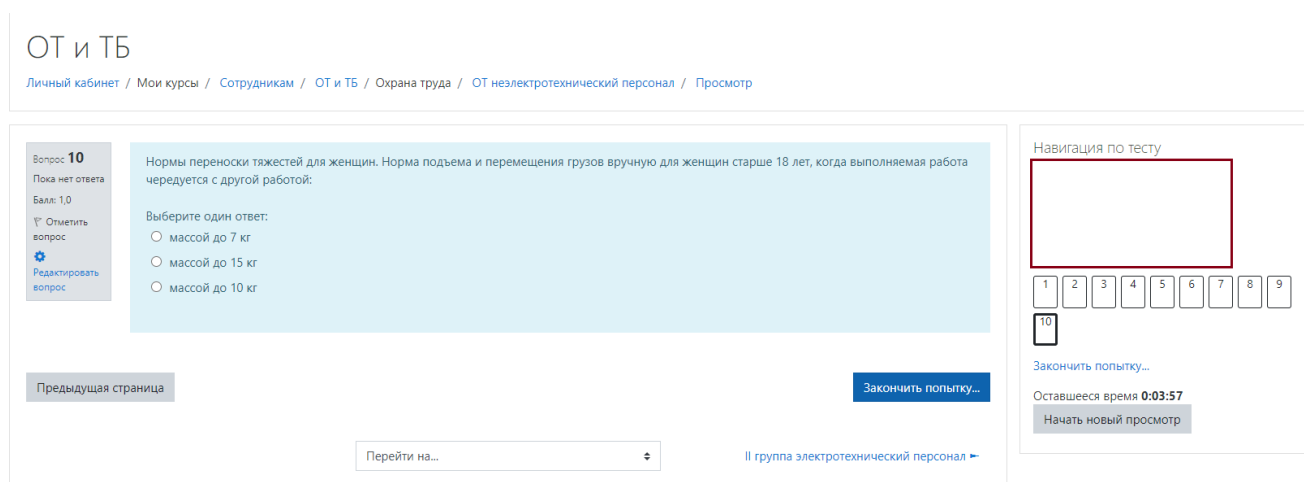 ОТ и ТБ
Личный кабинет / Мои курсы / Сотрудникам / ОТ и ТБ / Охрана труда / ОТ неэлектротехнический персонал / Просмотр
Вопрос 10
Пока нет ответа
Балл: 1,0
Отметить
вопрос
Редактировать
вопрос
Нормы переноски тяжестей для женщин. Норма подъема и перемещения грузов вручную для женщин старше 18 лет, когда выполняемая работа
чередуется с другой работой:
Выберите один ответ:
массой до 7 кг
массой до 15 кг
массой до 10 кг
Предыдущая страница
Закончить попытку...
Перейти на...
II группа электротехнический персонал ►
Навигация по тесту
1 2 3 4 5 6 7 8 9
10
Закончить попытку...
Оставшееся время 0:03:57
Начать новый просмотр